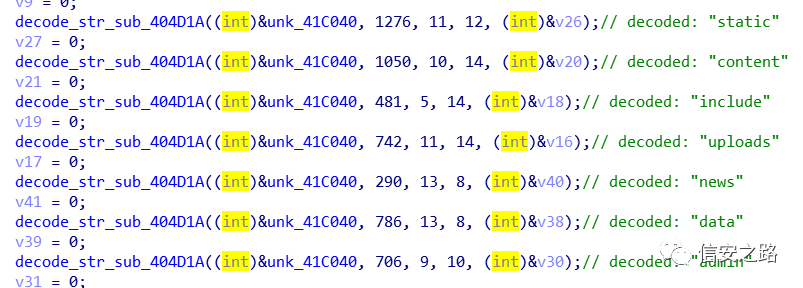 v9 = 0;
decode_str_sub_404D1A((int)&unk_41C040, 1276, 11, 12, (int)&v26);// decoded: "static"
v27 = 0;
decode_str_sub_404D1A((int)&unk_41C040, 1050, 10, 14, (int)&v20);// decoded: "content"
v21 = 0;
decode_str_sub_404D1A((int)&unk_41C040, 481, 5, 14, (int)&v18);// decoded: "include"
v19 = 0;
decode_str_sub_404D1A((int)&unk_41C040, 742, 11, 14, (int)&v16);// decoded: "uploads"
v17 = 0;
decode_str_sub_404D1A((int)&unk_41C040, 290, 13, 8, (int)&v40);// decoded: "news"
v41 = 0;
decode_str_sub_404D1A((int)&unk_41C040, 786, 13, 8, (int)&v38);// decoded: "data"
v39 = 0;
decode_str_sub_404D1A((int)&unk_41C040, 706, 9, 10, (int)&v30);// decoded: "admin"
v31 = 0;
信安之路